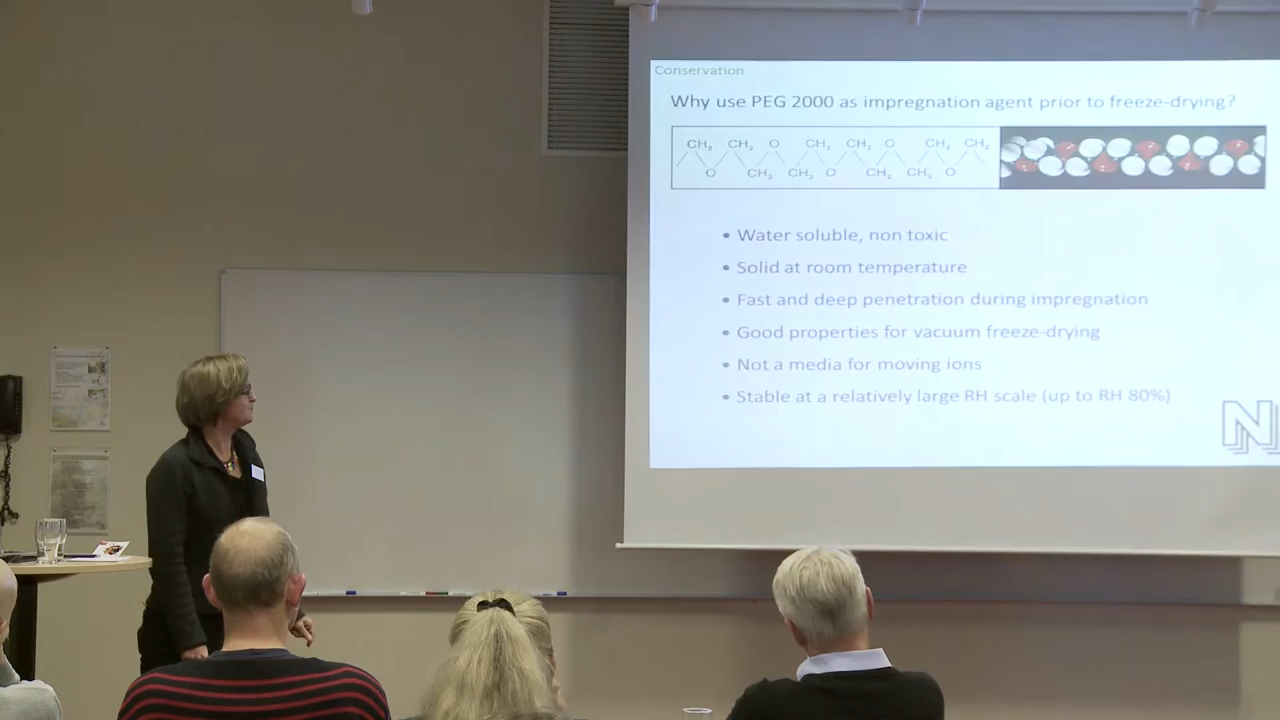 Conservation
Why use PEG 2000 as impregnation agent prior to freeze-drying?
CH₂ CH₂ O CH₂ CH₂ O CH₂ CH₂
O CH₂ CH₂ O CH₂ CH₂ O
• Water soluble, non toxic
• Solid at room temperature
• Fast and deep penetration during impregnation
• Good properties for vacuum freeze-drying
• Not a media for moving ions
• Stable at a relatively large RH scale (up to RH 80%)
N